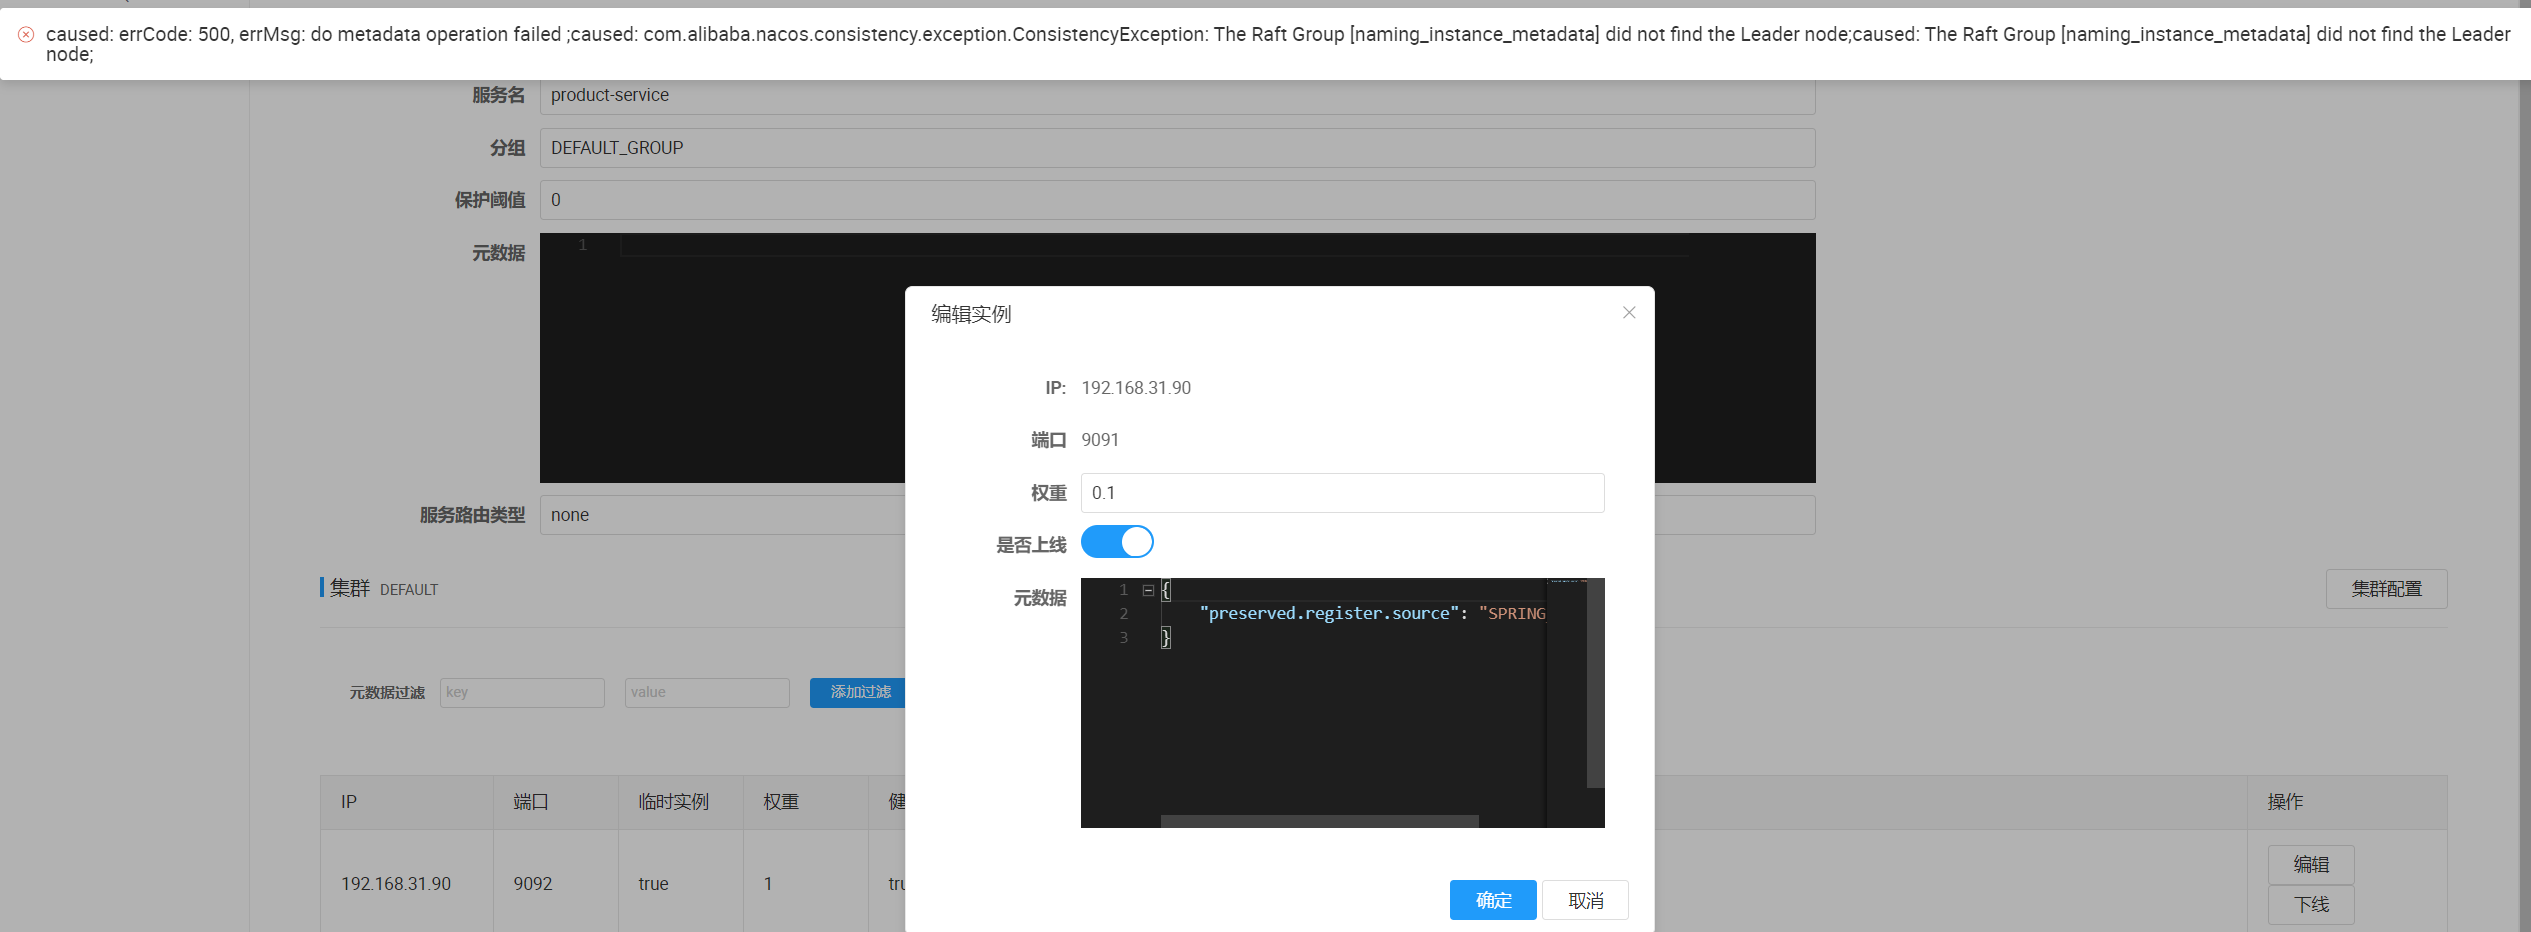 caused: errCode: 500, errMsg: do metadata operation failed ;caused: com.alibaba.nacos.consistency.exception.ConsistencyException: The Raft Group [naming_instance_metadata] did not find the Leader node;caused: The Raft Group [naming_instance_metadata] did not find the Leader
node;
服务名 product-service
分组 DEFAULT_GROUP
保护阈值 0
元数据 1
服务路由类型 none
集群 DEFAULT
集群配置
元数据过滤 key value 添加过滤
IP 端口 临时实例 权重 健 操作
192.168.31.90 9092 true 1 tru 编辑
下线
编辑实例
IP: 192.168.31.90
端口 9091
权重 0.1
是否上线
元数据
1 {
2 "preserved.register.source": "SPRING
3 }
确定 取消